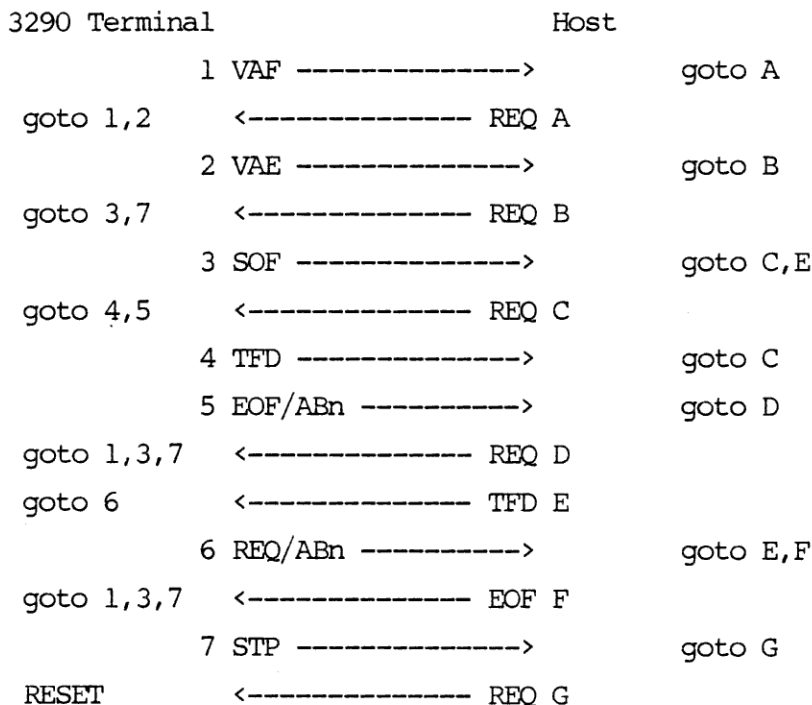 3290 Terminal Host
1 VAF ---------------> goto A
goto 1,2 <--------------- REQ A
2 VAE ---------------> goto B
goto 3,7 <--------------- REQ B
3 SOF ---------------> goto C,E
goto 4,5 <--------------- REQ C
4 TFD ---------------> goto C
5 EOF/ABn -----------> goto D
goto 1,3,7 <--------------- REQ D
goto 6 <--------------- TFD E
6 REQ/ABn -----------> goto E,F
goto 1,3,7 <--------------- EOF F
7 STP ---------------> goto G
RESET <--------------- REQ G